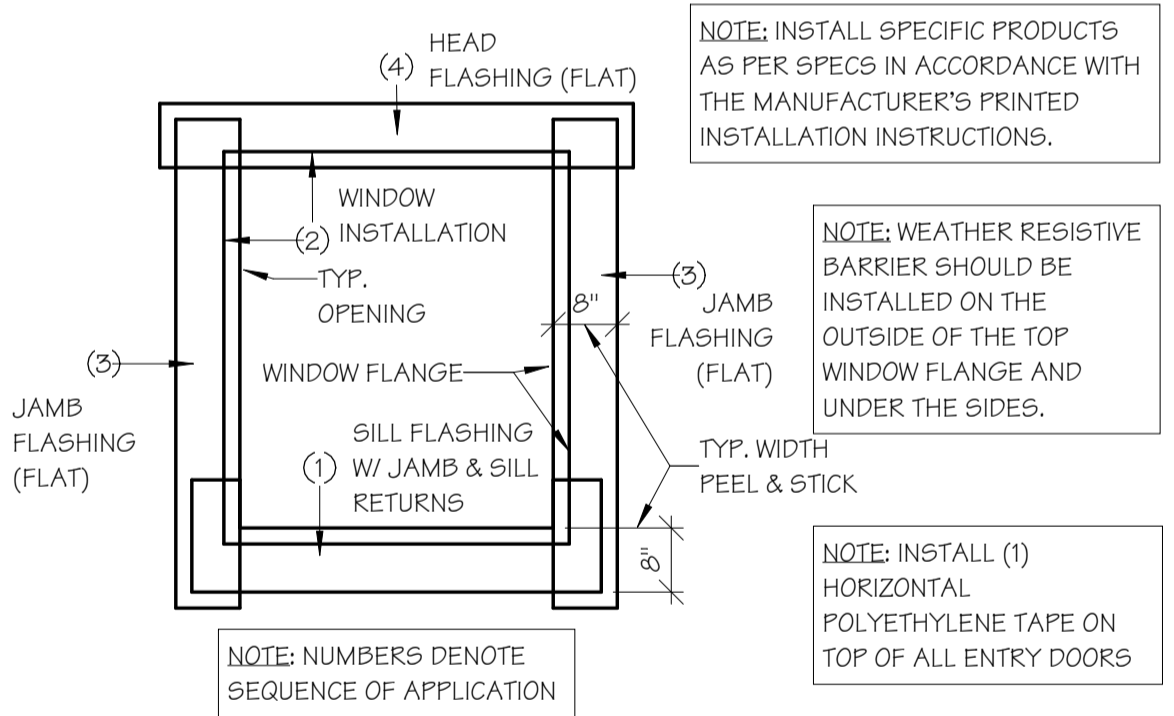 HEAD
(4) FLASHING (FLAT)
NOTE: INSTALL SPECIFIC PRODUCTS
AS PER SPECS IN ACCORDANCE WITH
THE MANUFACTURER'S PRINTED
INSTALLATION INSTRUCTIONS.
WINDOW
(2) INSTALLATION
TYP.
OPENING
NOTE: WEATHER RESISTIVE
BARRIER SHOULD BE
INSTALLED ON THE
OUTSIDE OF THE TOP
WINDOW FLANGE AND
UNDER THE SIDES.
(3)
JAMB
FLASHING
(FLAT)
8"
(3)
JAMB
FLASHING
(FLAT)
WINDOW FLANGE
SILL FLASHING
(1) W/ JAMB & SILL
RETURNS
TYP. WIDTH
PEEL & STICK
8"
NOTE: INSTALL (1)
HORIZONTAL
POLYETHYLENE TAPE ON
TOP OF ALL ENTRY DOORS
NOTE: NUMBERS DENOTE
SEQUENCE OF APPLICATION